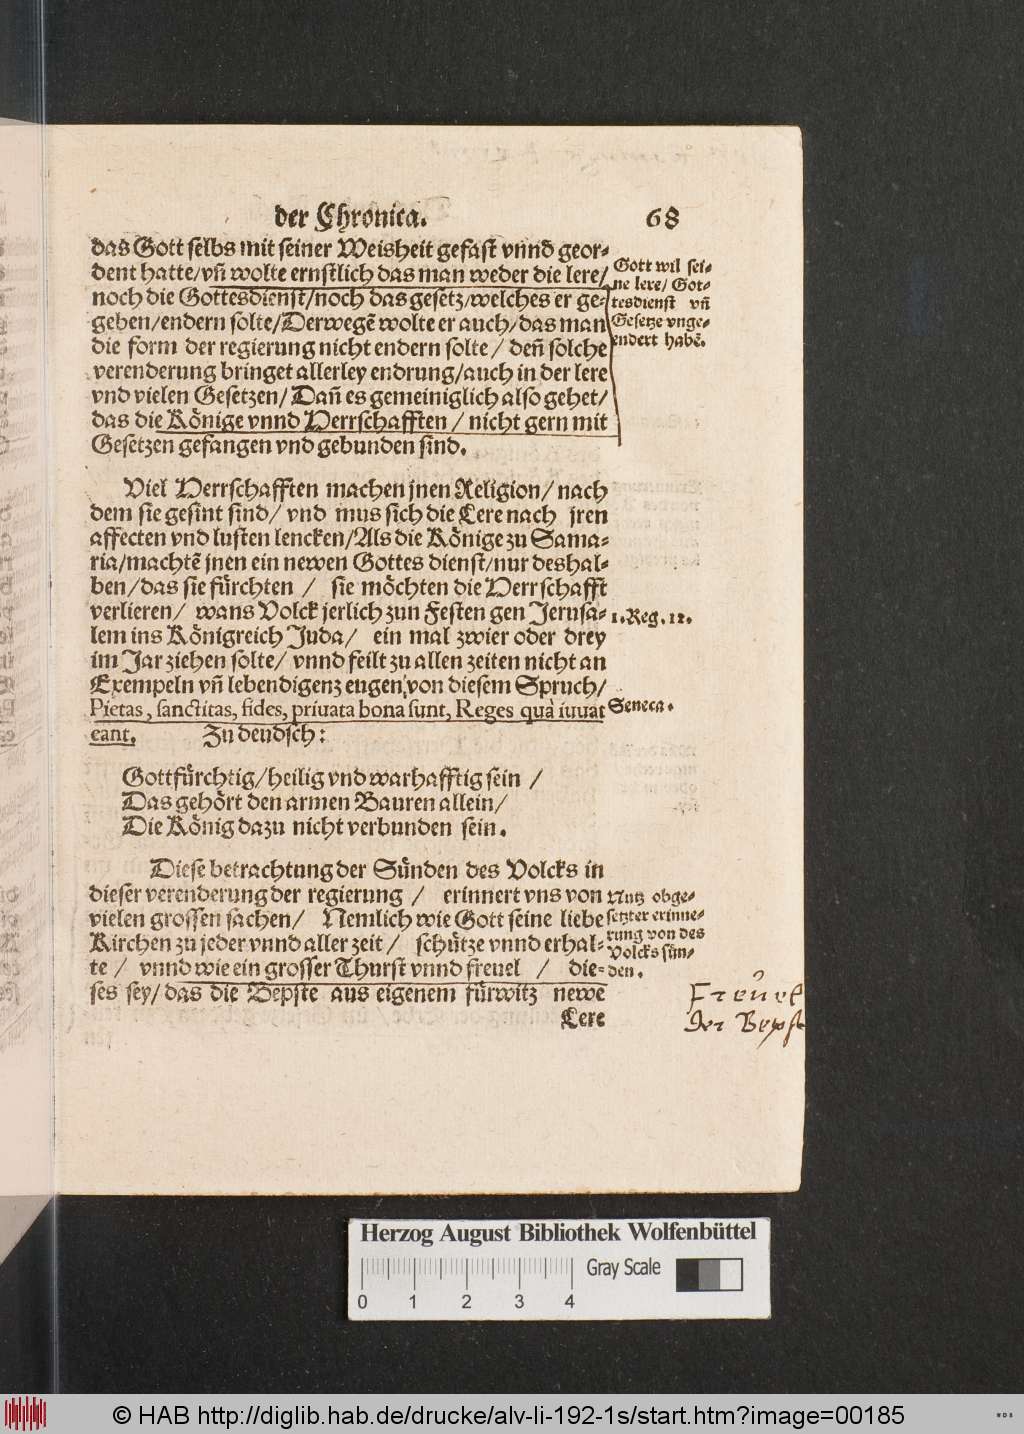 der Chronica. 68
das Gott selbs mit seiner Weisheit gefast vnnd geor-
dent hatte/vñ wolte ernstlich das man weder die lere/
noch die Gottesdienst/noch das gesetz/welches er ge-
geben/endern solte/Derwegẽ wolte er auch/das man
die form der regierung nicht endern solte/ deñ solche
verenderung bringet allerley endrung/auch in der lere
vnd vielen Gesetzen/Dañ es gemeiniglich also gehet/
das die Könige vnnd Herrschafften/ nicht gern mit
Gesetzen gefangen vnd gebunden sind.
Gott wil sei-
ne lere/ Got-
tesdienst vñ
Gesetze vnge-
endert habẽ.
Viel Herrschafften machen jnen Religion/ nach
dem sie gesint sind/ vnd mus sich die Lere nach jren
affecten vnd lusten lencken/Als die Könige zu Sama-
ria/machtẽ jnen ein newen Gottes dienst/nur deshal-
ben/das sie fürchten / sie möchten die Herrschafft
verlieren/ wans Volck jerlich zun Festen gen Jerusa-
lem ins Königreich Juda/ ein mal zwier oder drey
im Jar ziehen solte/ vnnd feilt zu allen zeiten nicht an
Exempeln vñ lebendigenz eugen, von diesem Spruch/
Pietas, sanctitas, fides, priuata bona sunt, Reges quà iuuat
eant. Zu deudsch:
1. Reg. 12.
Seneca.
Gottfürchtig/heilig vnd warhafftig sein /
Das gehört den armen Bauren allein/
Die König dazu nicht verbunden sein.
Diese betrachtung der Sünden des Volcks in
dieser verenderung der regierung / erinnert vns von
vielen grossen sachen/ Nemlich wie Gott seine liebe
Kirchen zu jeder vnnd aller zeit / schütze vnnd erhal-
te / vnnd wie ein grosser Thurst vnnd freuel / die-
ses sey/das die Bepste aus eigenem fürwitz newe
Lere
Nutz obge-
setzter erinne-
rung von des
Volcks sün-
den.
Freuel
der Bepst
Herzog August Bibliothek Wolfenbüttel
0 1 2 3 4 Gray Scale
© HAB http://diglib.hab.de/drucke/alv-li-192-1s/start.htm?image=00185
WDB